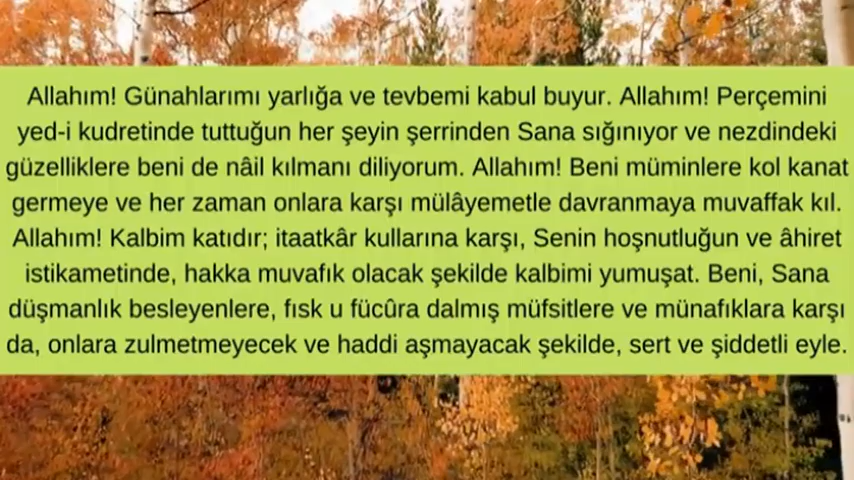 Allahım! Günahlarımı yarlığa ve tevbemi kabul buyur. Allahım! Perçemini
yed-i kudretinde tuttuğun her şeyin şerrinden Sana sığınıyor ve nezdindeki
güzelliklere beni de nâil kılmanı diliyorum. Allahım! Beni müminlere kol kanat
germeye ve her zaman onlara karşı mülâyemetle davranmaya muvaffak kıl.
Allahım! Kalbim katıdır; itaatkâr kullarına karşı, Senin hoşnutluğun ve âhiret
istikametinde, hakka muvafık olacak şekilde kalbimi yumuşat. Beni, Sana
düşmanlık besleyenlere, fısk u fücûra dalmış müfsitlere ve münafıklara karşı
da, onlara zulmetmeyecek ve haddi aşmayacak şekilde, sert ve şiddetli eyle.